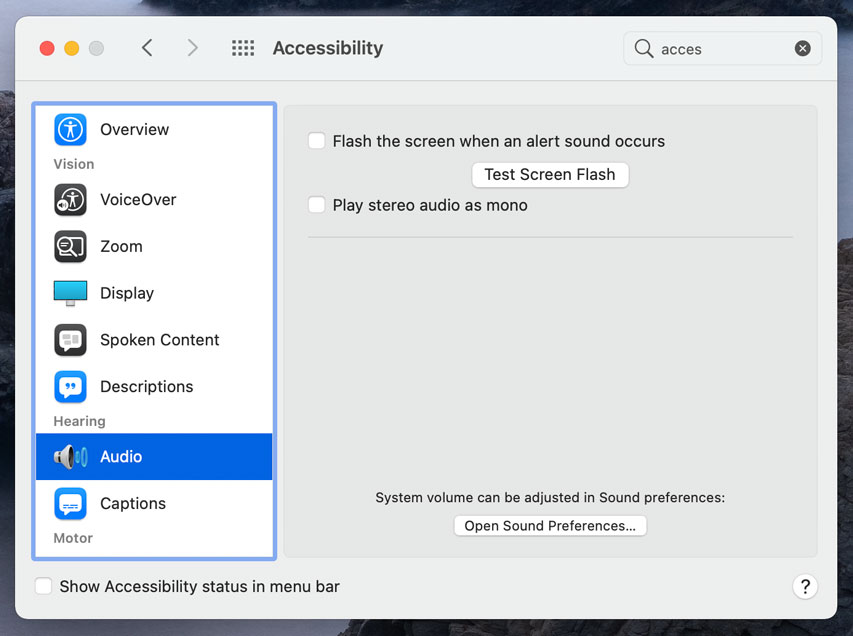 Accessibility
acces
Overview
Vision
VoiceOver
Zoom
Display
Spoken Content
Descriptions
Hearing
Audio
Captions
Motor
Flash the screen when an alert sound occurs
Test Screen Flash
Play stereo audio as mono
System volume can be adjusted in Sound preferences:
Open Sound Preferences...
Show Accessibility status in menu bar
?